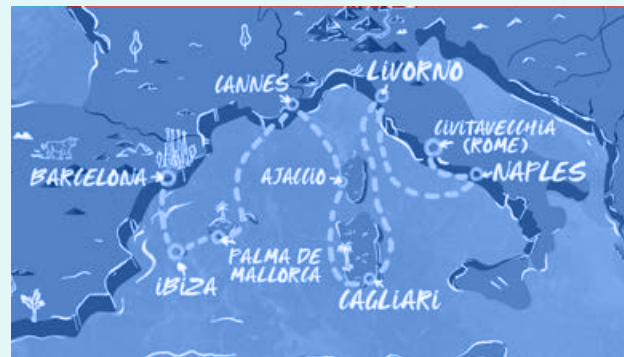 CANNES
LIVORNO
CIVITAVECCHIA
(ROME)
BARCELONA
AJACCIO
NAPLES
PALMA DE
MALLORCA
IBIZA
CAGLIARI